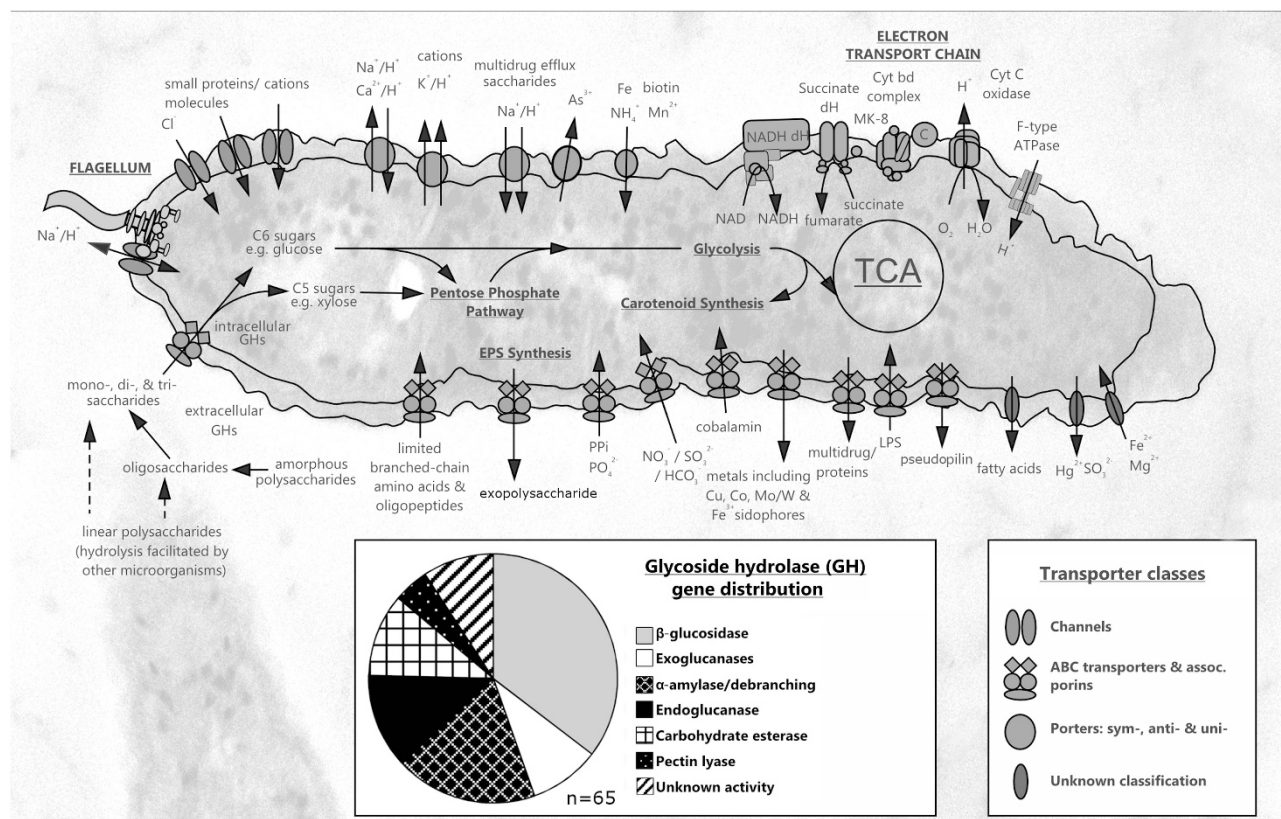 ELECTRON
TRANSPORT CHAIN
small proteins/ cations
molecules
Cl⁻
Na⁺/H⁺
Ca²⁺/H⁺
cations
K⁺/H⁺
multidrug efflux
saccharides
Na⁺/H⁺
As³⁺
Fe biotin
NH₄⁺ Mn²⁺
NADH dH
Succinate
dH
Cyt bd
complex
MK-8
C
H⁺
Cyt C
oxidase
F-type
ATPase
FLAGELLUM
Na⁺/H⁺
NAD
NADH
succinate
fumarate
O₂
H₂O
H⁺
C6 sugars
e.g. glucose
Glycolysis
TCA
C5 sugars
e.g. xylose
Pentose Phosphate
Pathway
Carotenoid Synthesis
intracellular
GHs
EPS Synthesis
mono-, di-, & tri-
saccharides
extracellular
GHs
oligosaccharides
amorphous
polysaccharides
linear polysaccharides
(hydrolysis facilitated by
other microorganisms)
limited
branched-chain
amino acids &
oligopeptides
exopolysaccharide
PPi
PO₄²⁻
NO₃⁻/ SO₃²⁻
/ HCO₃⁻
cobalamin
metals including
Cu, Co, Mo/W &
Fe³⁺sidophores
multidrug/
proteins
LPS
pseudopilin
fatty acids
Hg²⁺SO₃²⁻
Fe²⁺
Mg²⁺
Glycoside hydrolase (GH)
gene distribution
β-glucosidase
Exoglucanases
α-amylase/debranching
Endoglucanase
Carbohydrate esterase
Pectin lyase
Unknown activity
n=65
Transporter classes
Channels
ABC transporters & assoc.
porins
Porters: sym-, anti- & uni-
Unknown classification